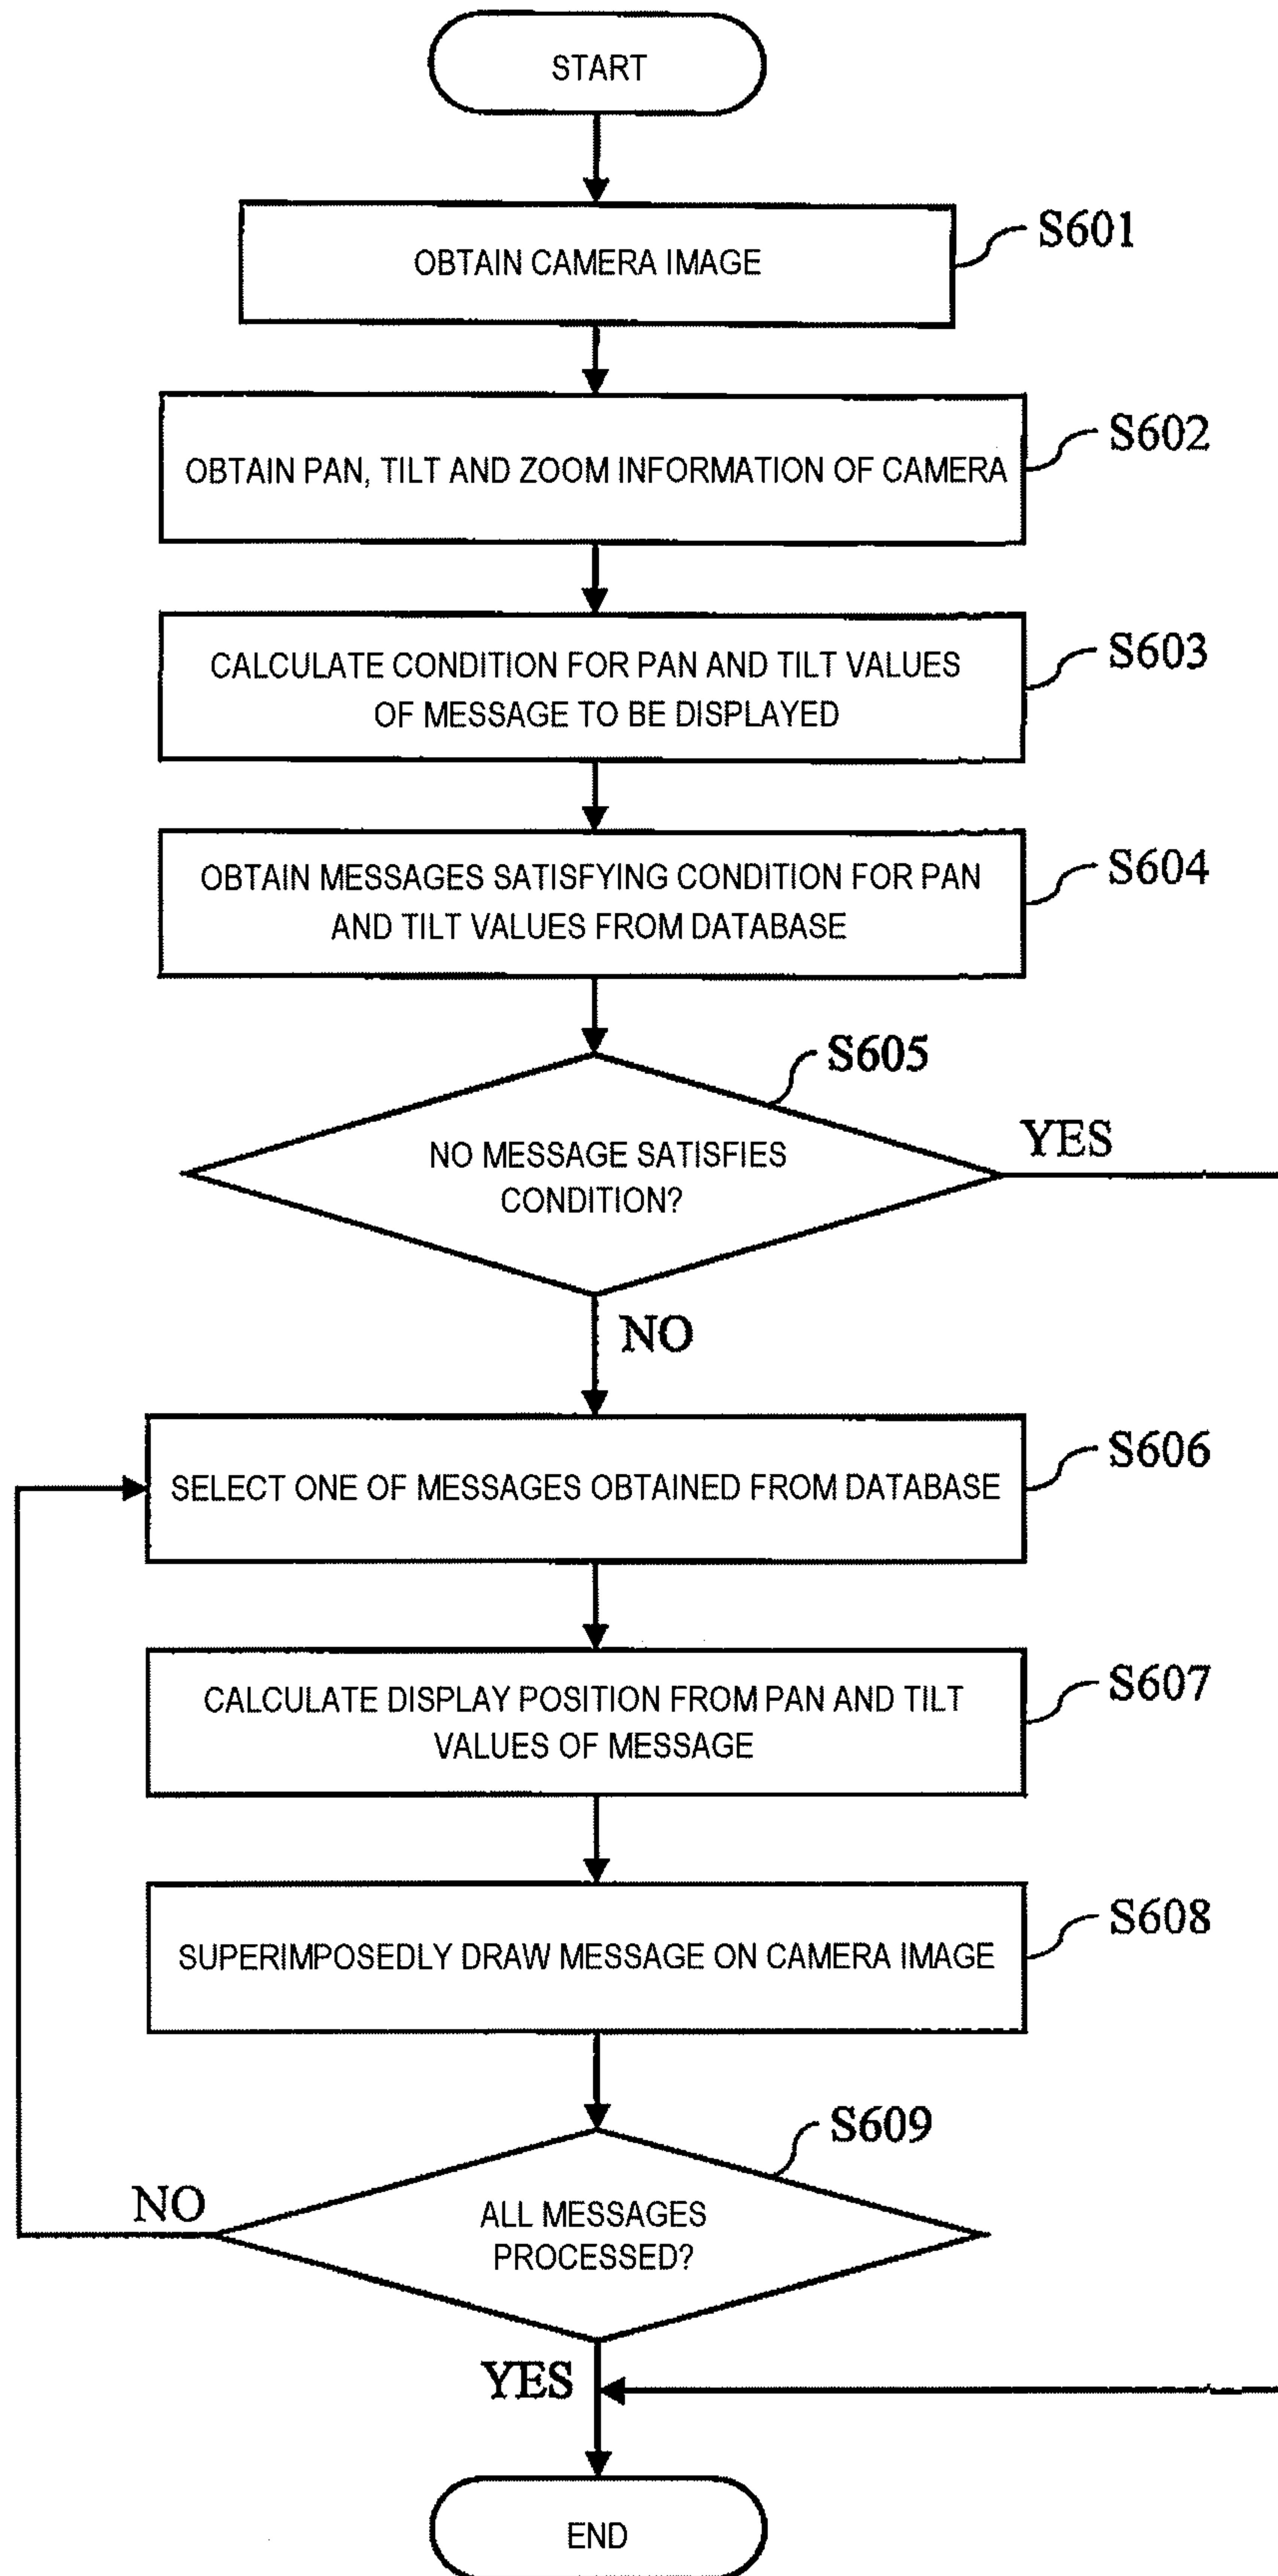 START
OBTAIN CAMERA IMAGE
S601
OBTAIN PAN, TILT AND ZOOM INFORMATION OF CAMERA
S602
CALCULATE CONDITION FOR PAN AND TILT VALUES
OF MESSAGE TO BE DISPLAYED
S603
OBTAIN MESSAGES SATISFYING CONDITION FOR PAN
AND TILT VALUES FROM DATABASE
S604
S605
NO MESSAGE SATISFIES
CONDITION?
YES
NO
SELECT ONE OF MESSAGES OBTAINED FROM DATABASE
S606
CALCULATE DISPLAY POSITION FROM PAN AND TILT
VALUES OF MESSAGE
S607
SUPERIMPOSEDLY DRAW MESSAGE ON CAMERA IMAGE
S608
S609
ALL MESSAGES
PROCESSED?
NO
YES
END